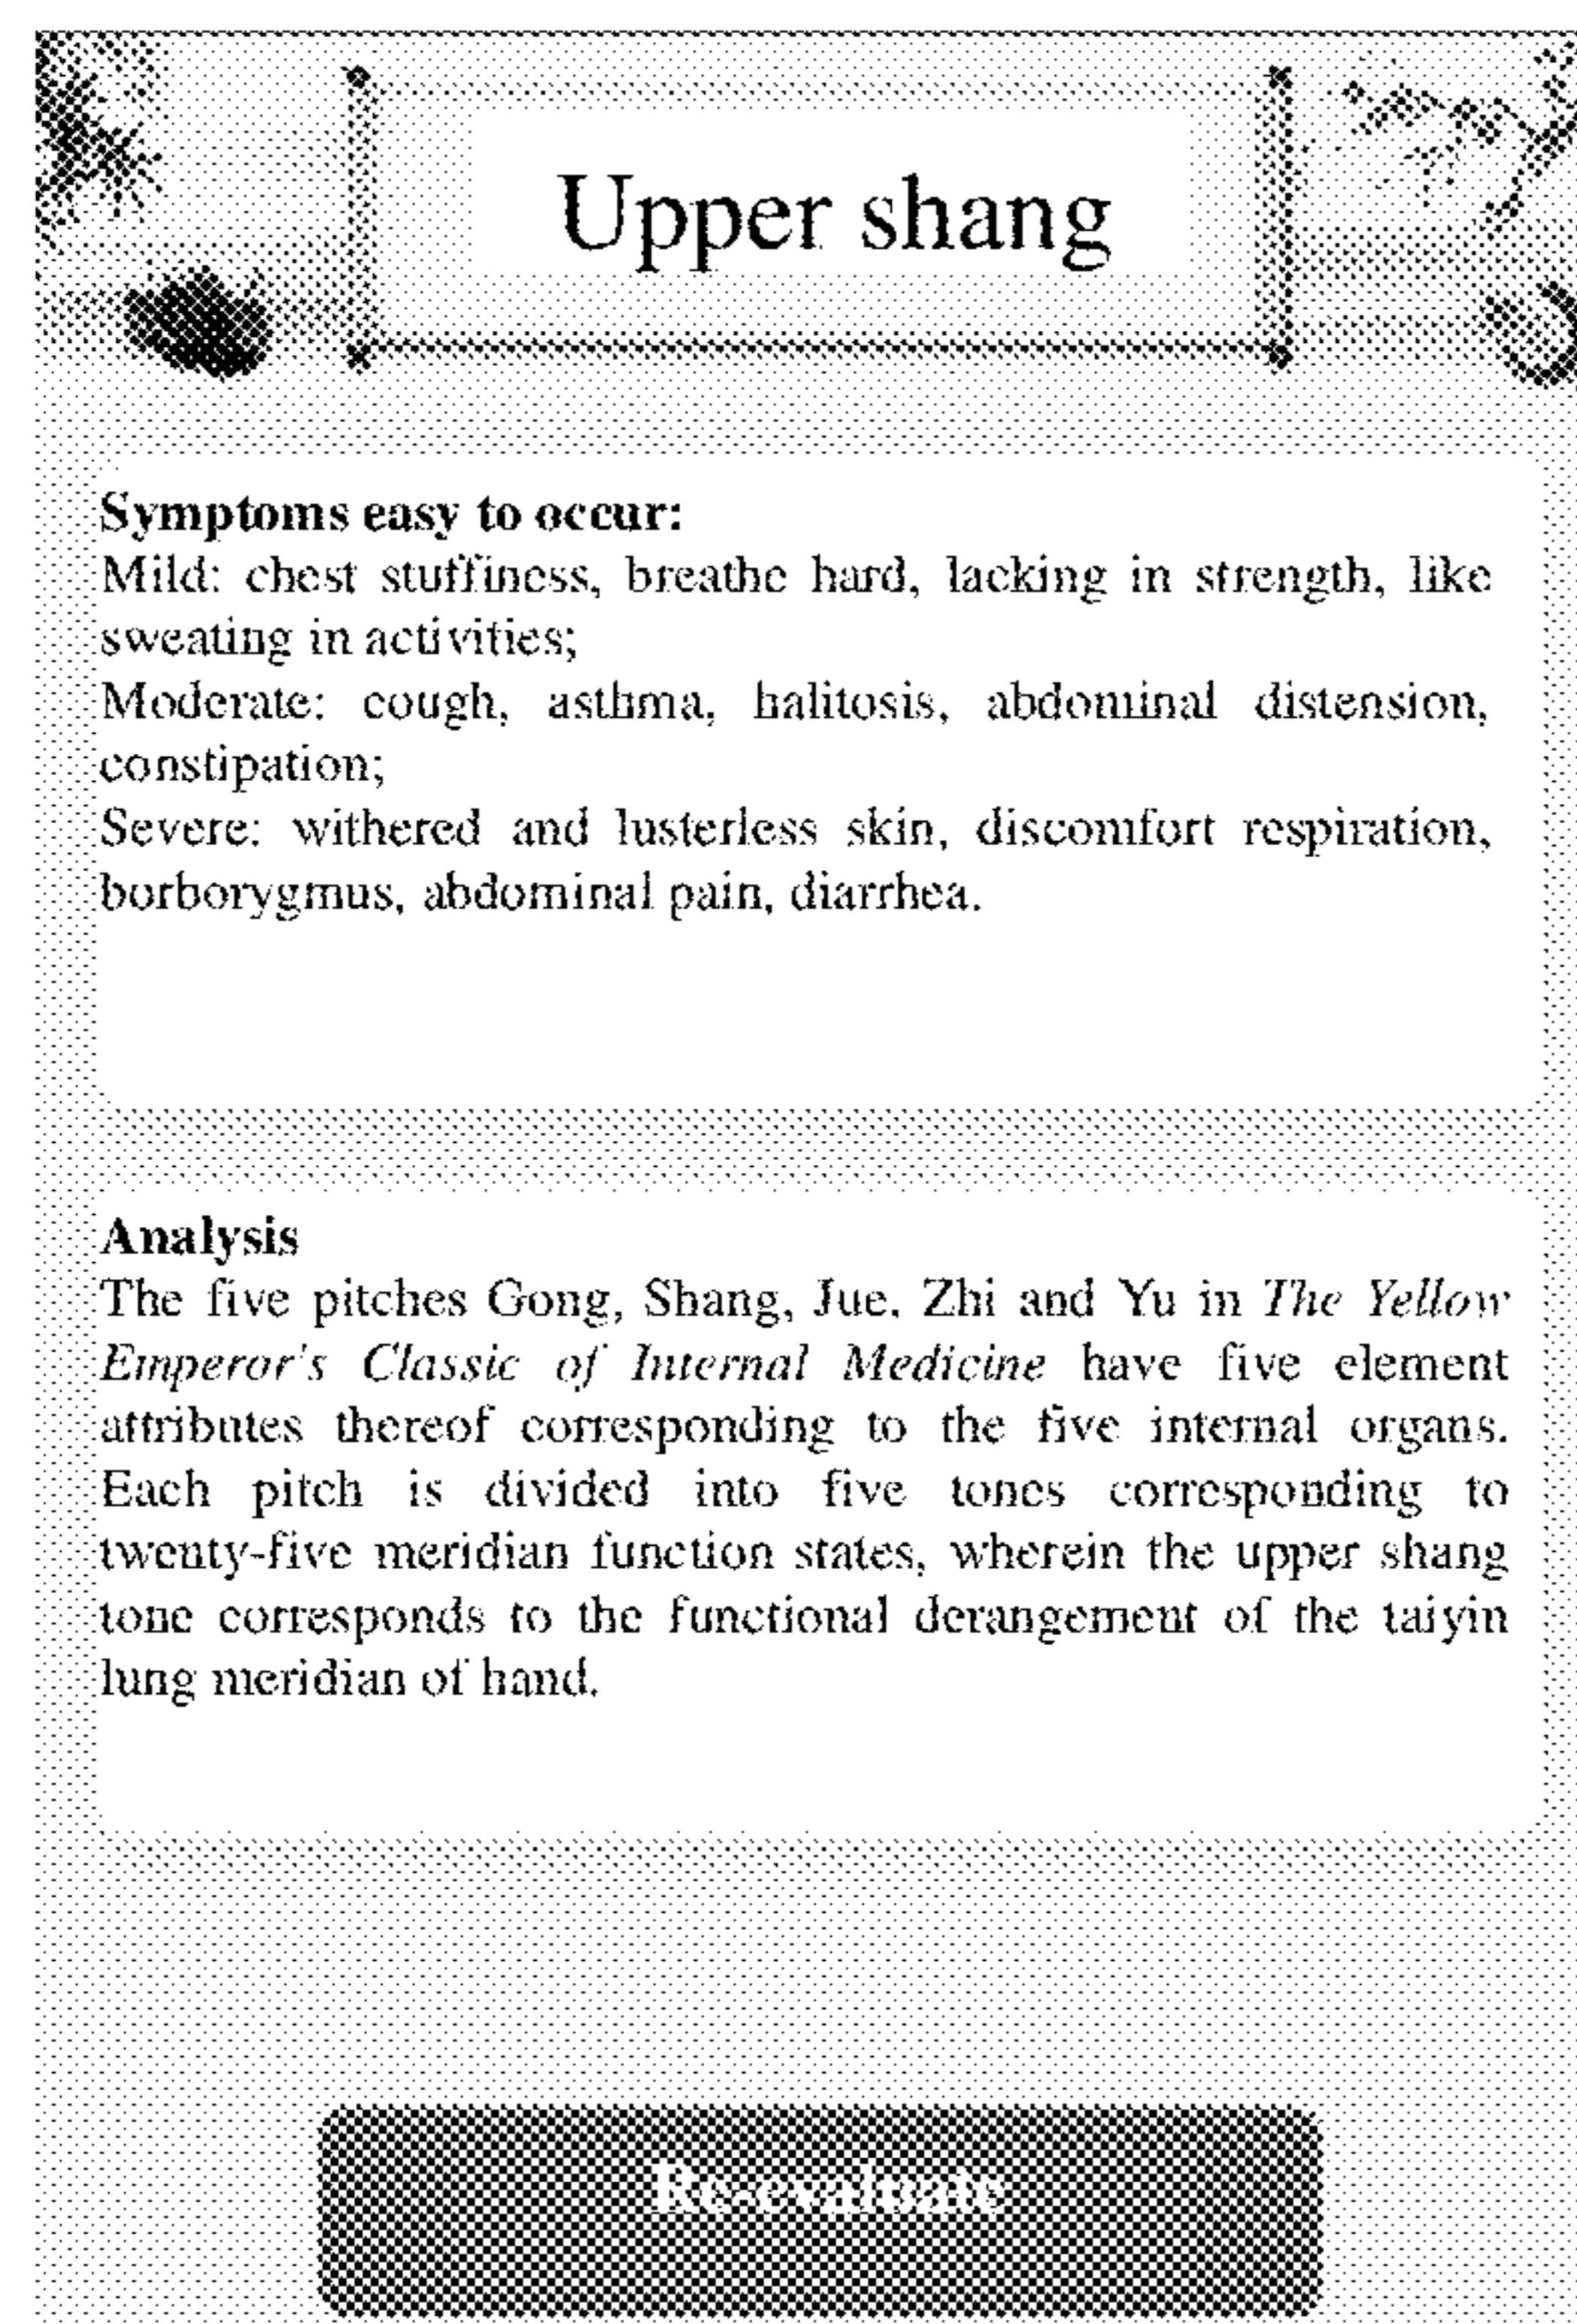 Upper shang
Symptoms easy to occur:
Mild: chest stuffiness, breathe hard, lacking in strength, like
sweating in activities;
Moderate: cough, asthma, halitosis, abdominal distension,
constipation;
Severe: withered and lusterless skin, discomfort respiration,
borborygmus, abdominal pain, diarrhea.
Analysis
The five pitches Gong, Shang, Jue, Zhi and Yu in The Yellow
Emperor's Classic of Internal Medicine have five element
attributes thereof corresponding to the five internal organs.
Each pitch is divided into five tones corresponding to
twenty-five meridian function states, wherein the upper shang
tone corresponds to the functional derangement of the taiyin
lung meridian of hand.
Re-evaluate